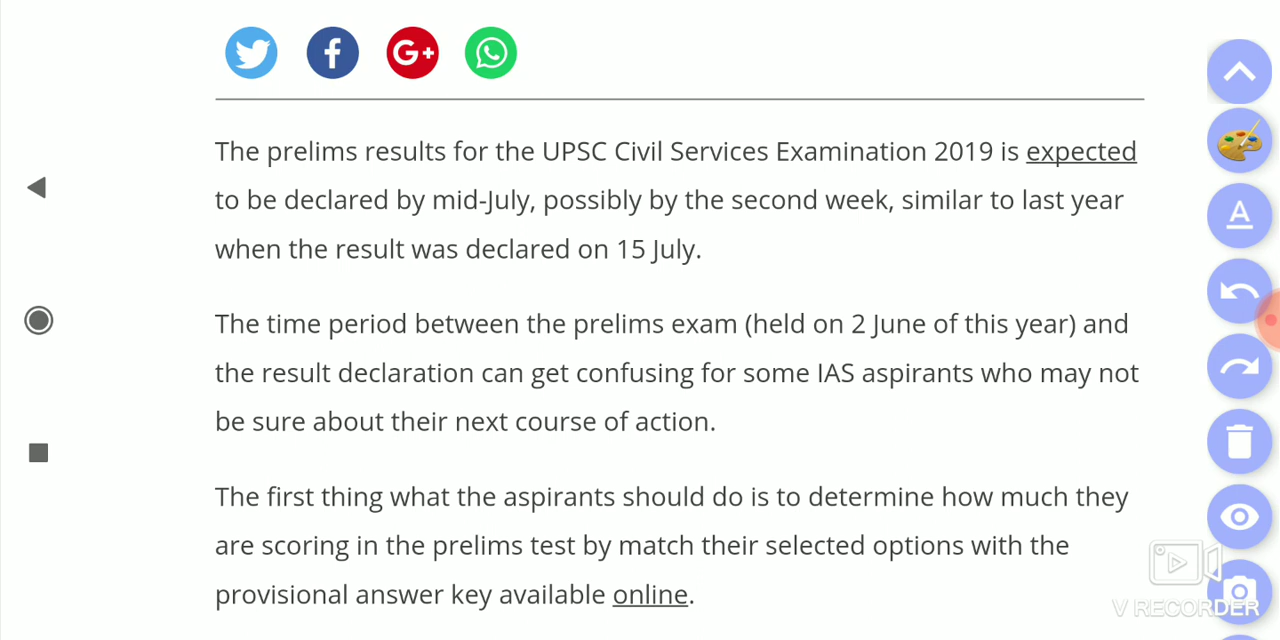 The prelims results for the UPSC Civil Services Examination 2019 is expected
to be declared by mid-July, possibly by the second week, similar to last year
when the result was declared on 15 July.
The time period between the prelims exam (held on 2 June of this year) and
the result declaration can get confusing for some IAS aspirants who may not
be sure about their next course of action.
The first thing what the aspirants should do is to determine how much they
are scoring in the prelims test by match their selected options with the
provisional answer key available online.
G+
A
V RECORDER